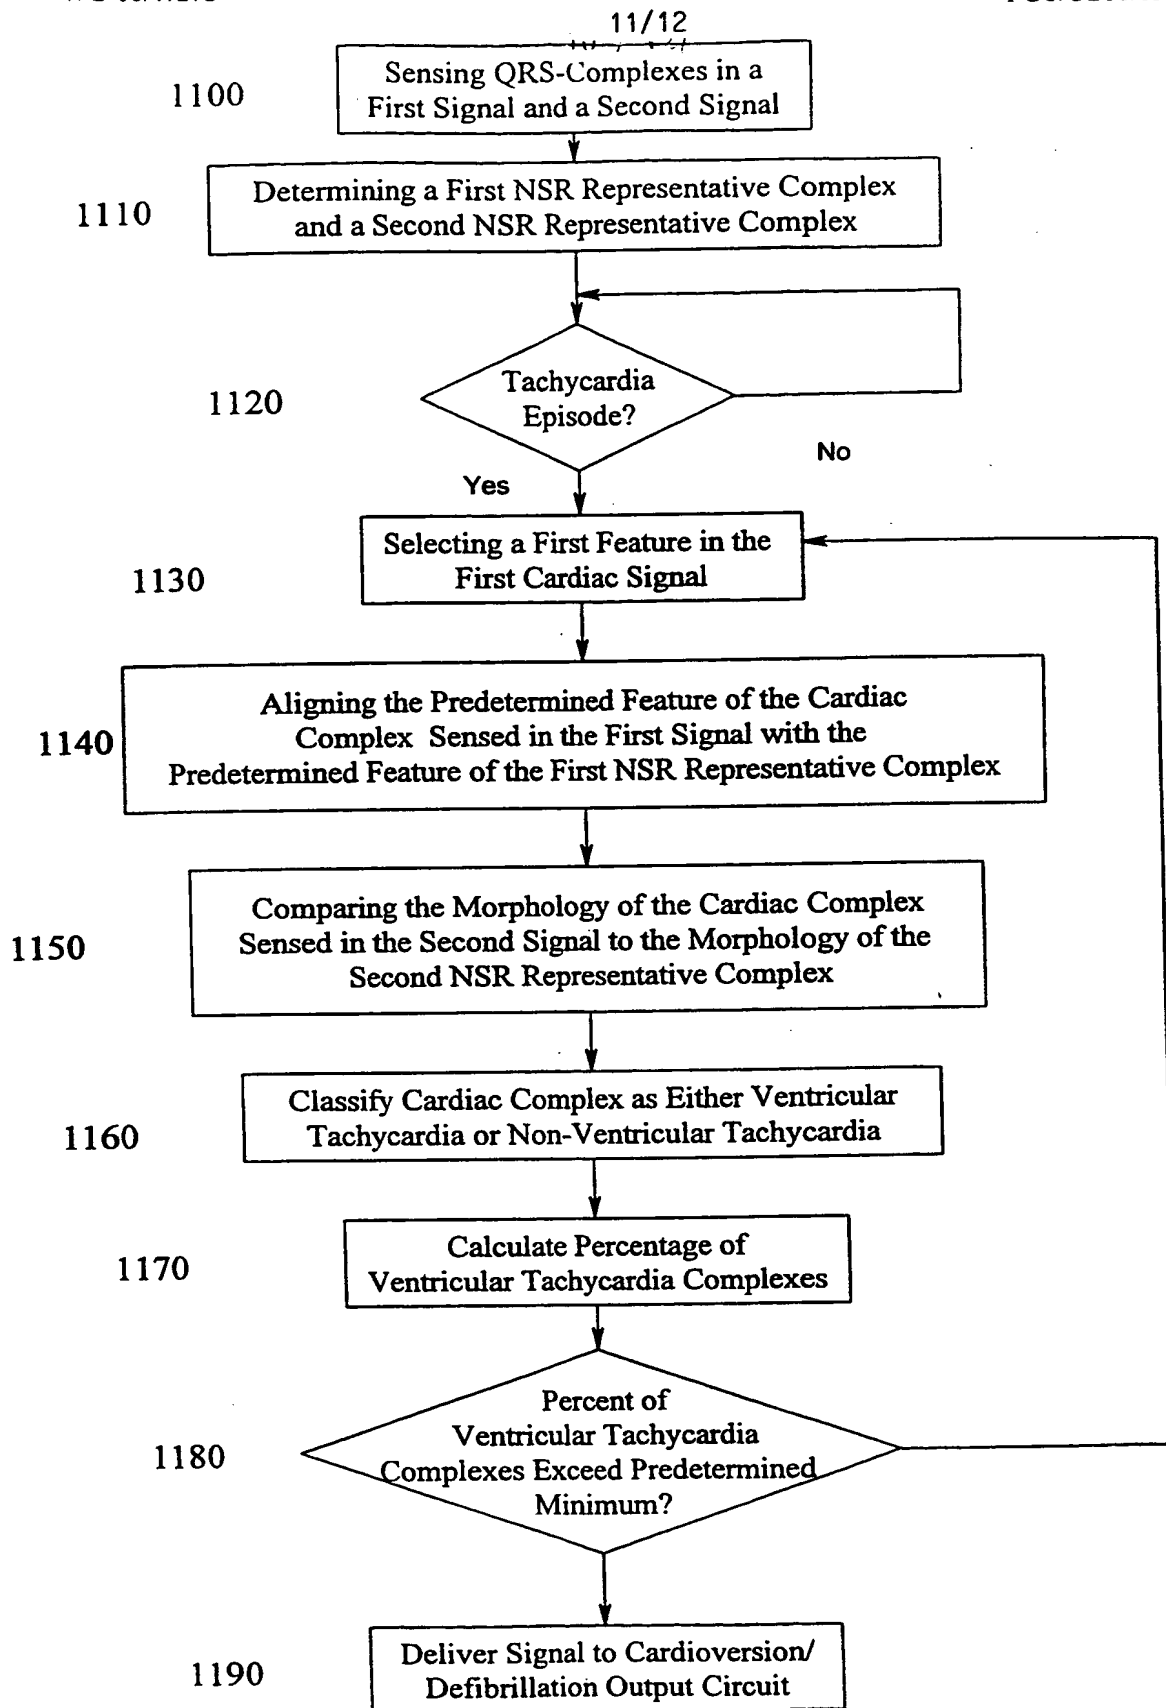 11/12
1100
Sensing QRS-Complexes in a
First Signal and a Second Signal
1110
Determining a First NSR Representative Complex
and a Second NSR Representative Complex
1120
Tachycardia
Episode?
No
Yes
1130
Selecting a First Feature in the
First Cardiac Signal
1140
Aligning the Predetermined Feature of the Cardiac
Complex Sensed in the First Signal with the
Predetermined Feature of the First NSR Representative Complex
1150
Comparing the Morphology of the Cardiac Complex
Sensed in the Second Signal to the Morphology of the
Second NSR Representative Complex
1160
Classify Cardiac Complex as Either Ventricular
Tachycardia or Non-Ventricular Tachycardia
1170
Calculate Percentage of
Ventricular Tachycardia Complexes
1180
Percent of
Ventricular Tachycardia
Complexes Exceed Predetermined
Minimum?
1190
Deliver Signal to Cardioversion/
Defibrillation Output Circuit